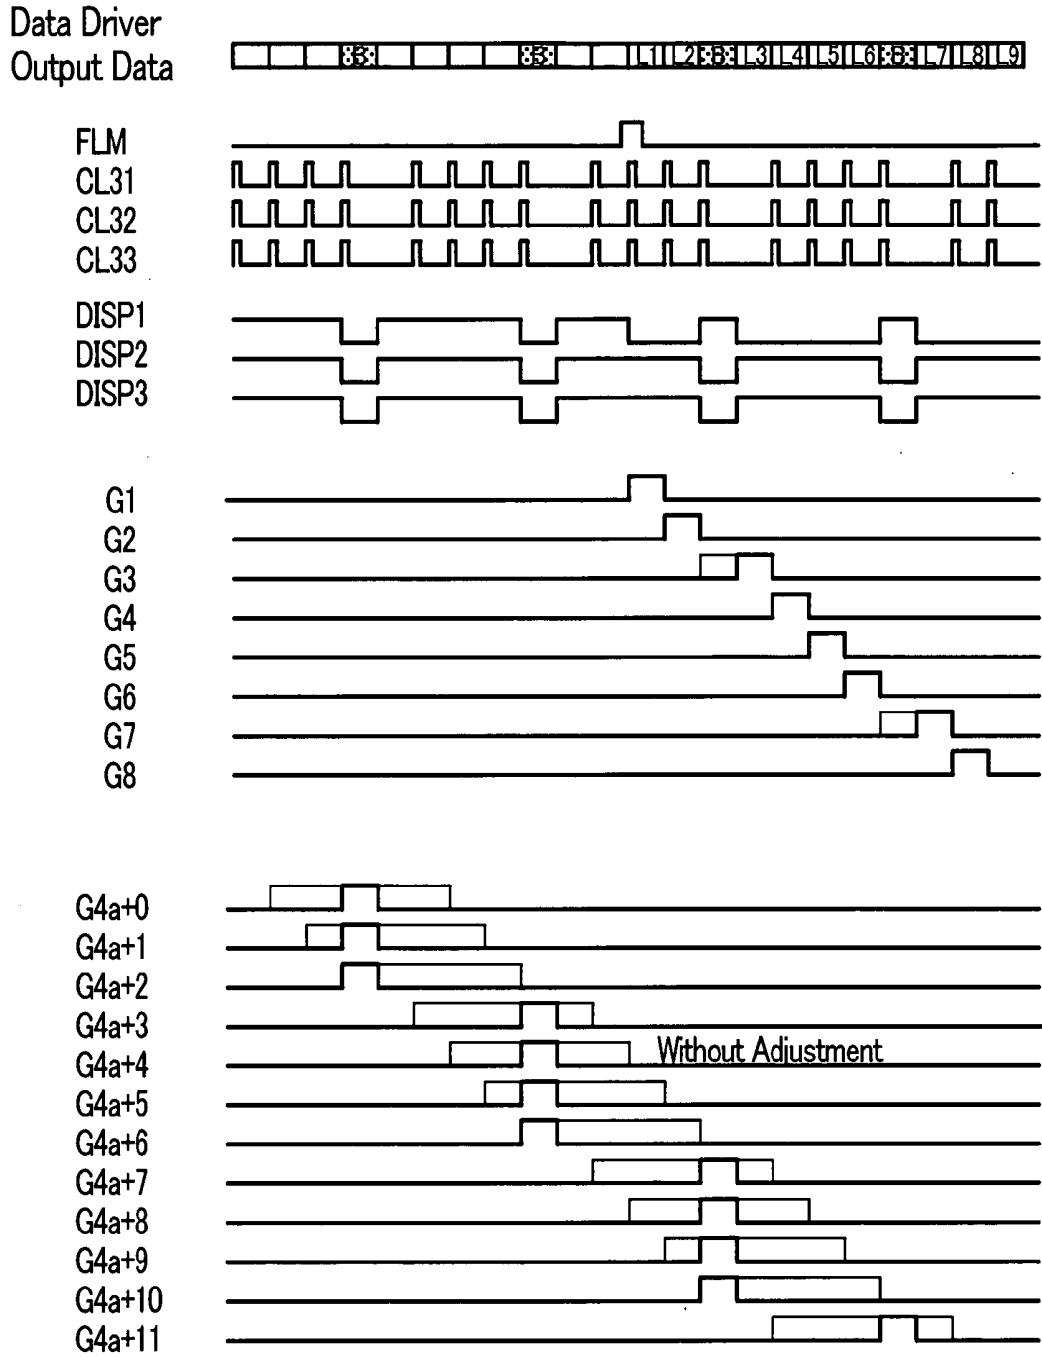 Data Driver
Output Data
B B L1 L2 B L3 L4 L5 L6 B L7 L8 L9
FLM
CL31
CL32
CL33
DISP1
DISP2
DISP3
G1
G2
G3
G4
G5
G6
G7
G8
G4a+0
G4a+1
G4a+2
G4a+3
G4a+4 Without Adjustment
G4a+5
G4a+6
G4a+7
G4a+8
G4a+9
G4a+10
G4a+11